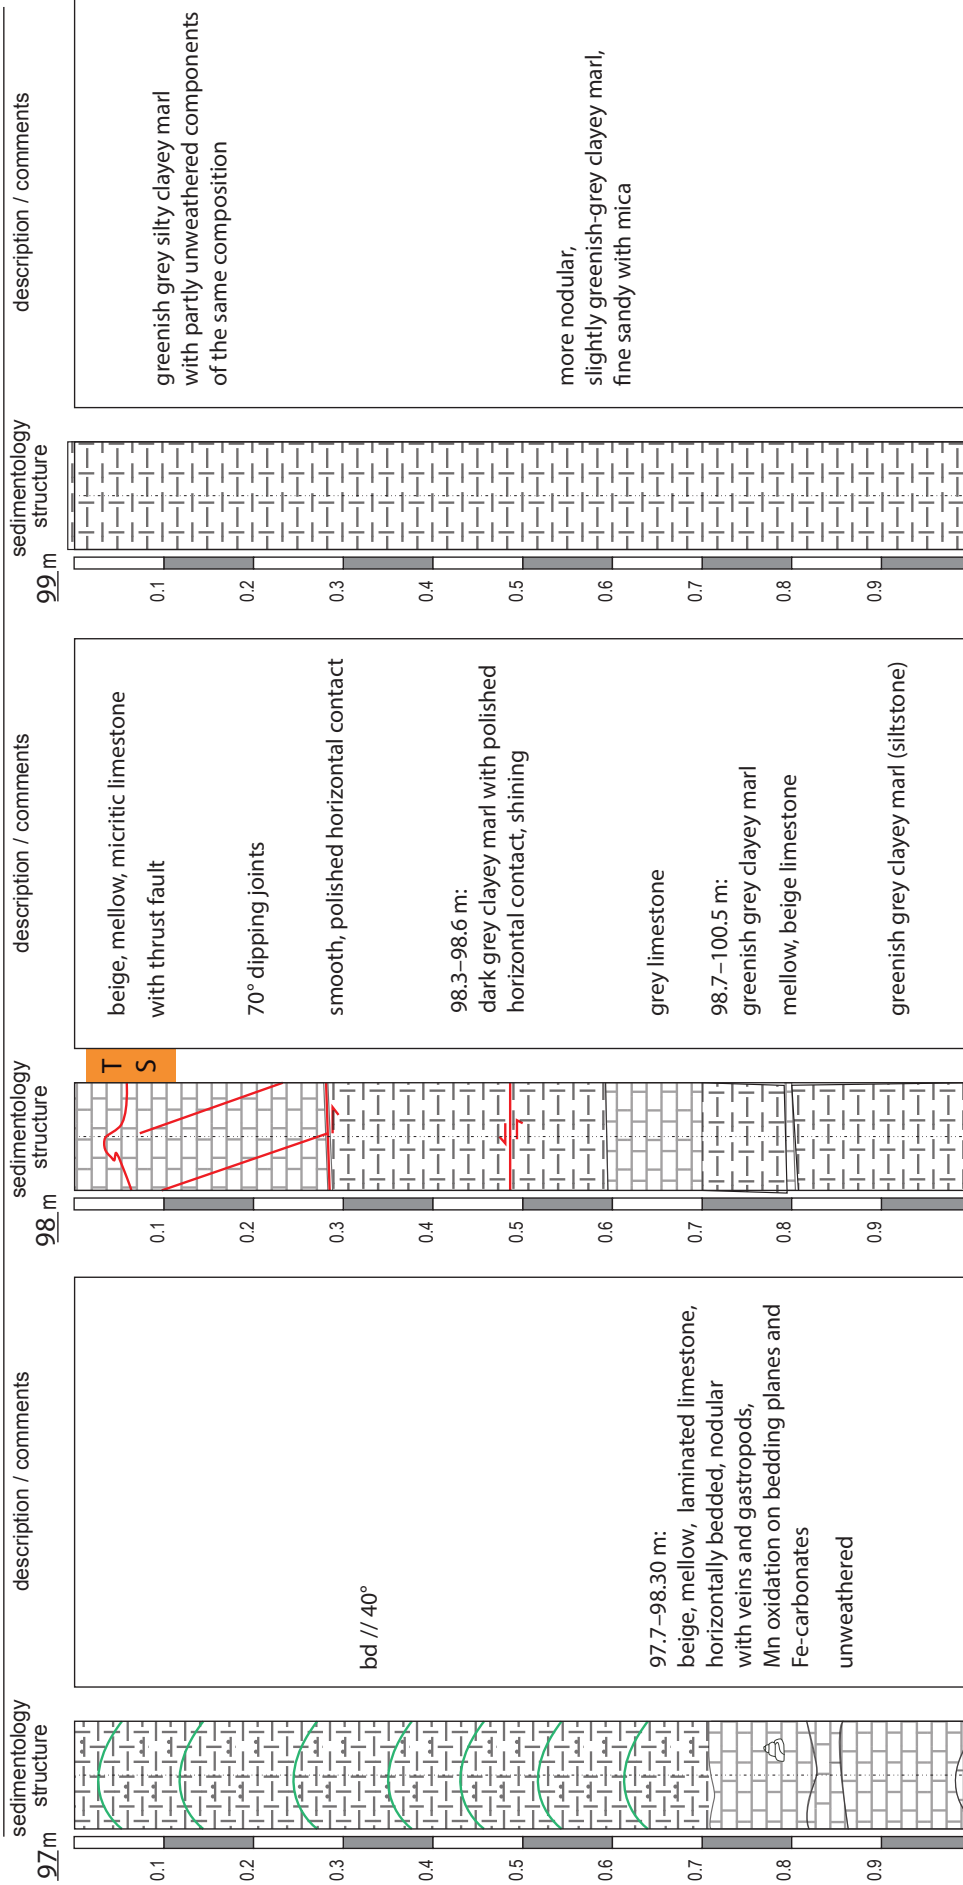 97 m
sedimentology
structure
description / comments
0.1
0.2
0.3
0.4
0.5
0.6
0.7
0.8
0.9
bd // 40°
97.7–98.30 m:
beige, mellow, laminated limestone,
horizontally bedded, nodular
with veins and gastropods,
Mn oxidation on bedding planes and
Fe-carbonates
unweathered
98 m
sedimentology
structure
description / comments
0.1
0.2
0.3
0.4
0.5
0.6
0.7
0.8
0.9
T
S
beige, mellow, micritic limestone
with thrust fault
70° dipping joints
smooth, polished horizontal contact
98.3–98.6 m:
dark grey clayey marl with polished
horizontal contact, shining
grey limestone
98.7–100.5 m:
greenish grey clayey marl
mellow, beige limestone
greenish grey clayey marl (siltstone)
99 m
sedimentology
structure
description / comments
0.1
0.2
0.3
0.4
0.5
0.6
0.7
0.8
0.9
greenish grey silty clayey marl
with partly unweathered components
of the same composition
more nodular,
slightly greenish-grey clayey marl,
fine sandy with mica